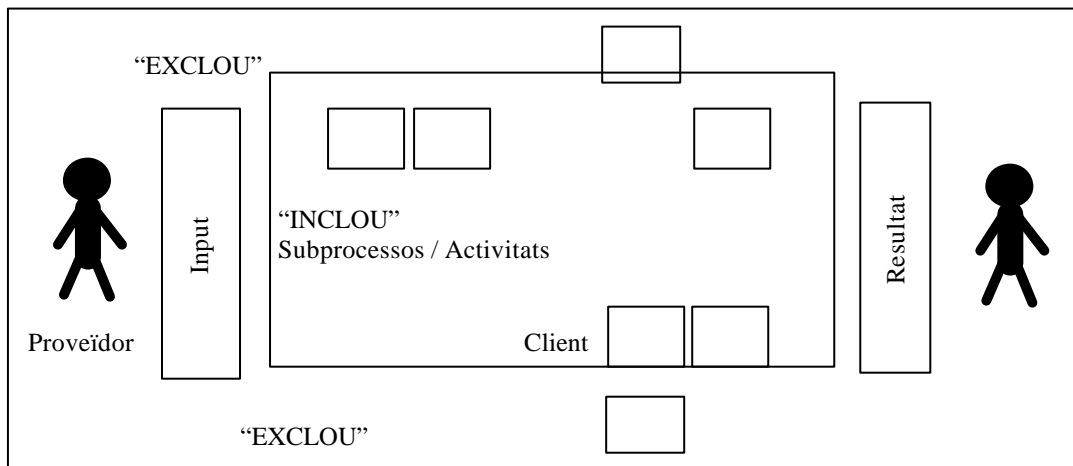 “EXCLOU”
Input
“INCLOU”
Subprocessos / Activitats
Resultat
Proveïdor
Client
“EXCLOU”